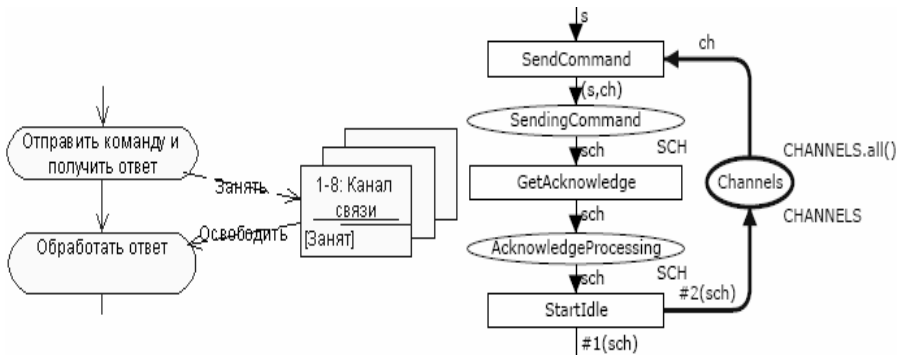 Отправить команду и
получить ответ
Занять
1-8: Канал
связи
[Занят]
Освободить
Обработать ответ
s
SendCommand
(s,ch)
SendingCommand
sch
SCH
GetAcknowledge
sch
AcknowledgeProcessing
sch
SCH
StartIdle
#1(sch)
ch
CHANNELS.all()
Channels
CHANNELS
#2(sch)